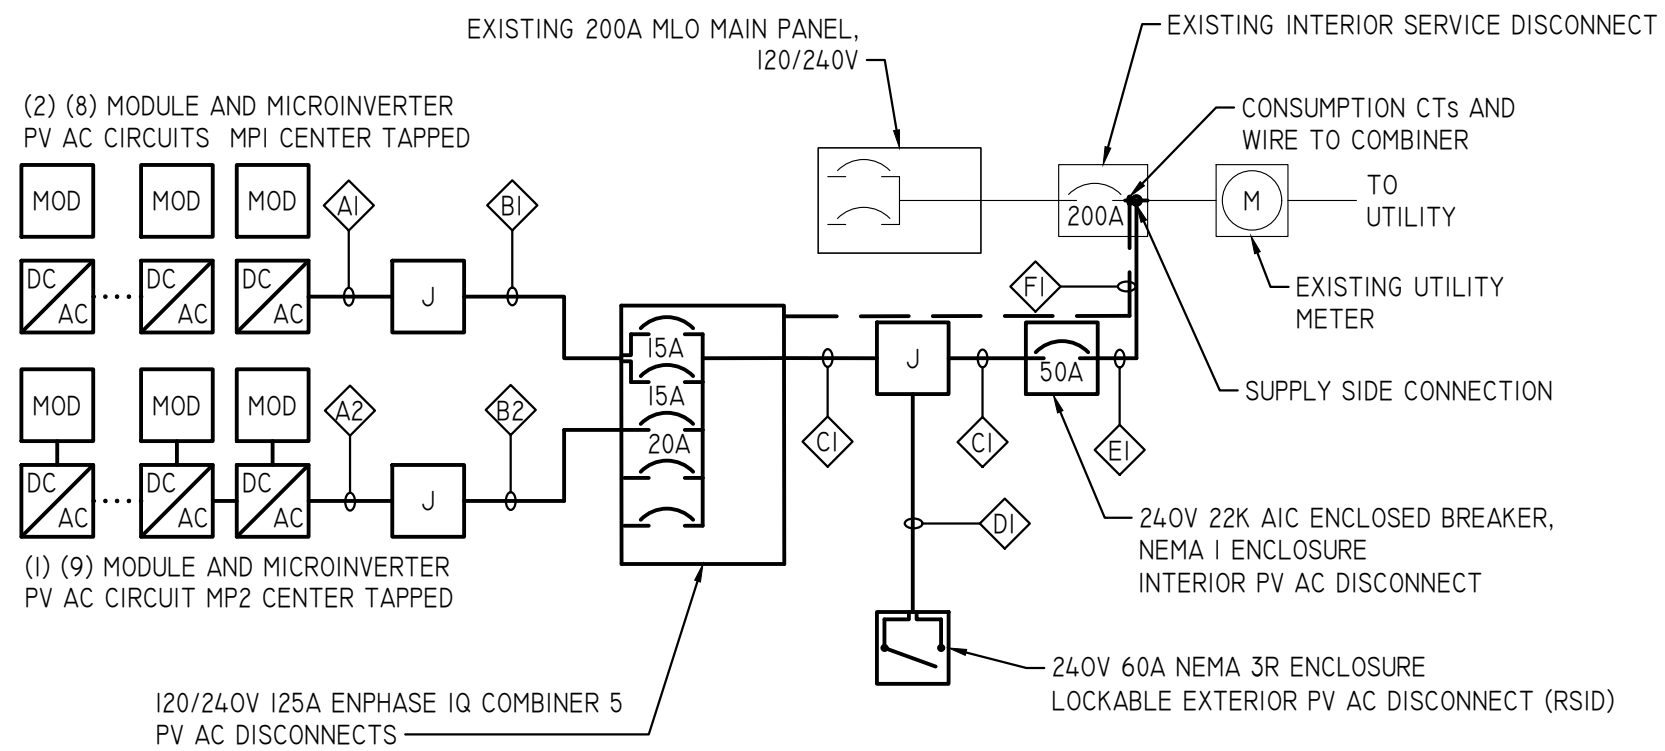 EXISTING 200A MLO MAIN PANEL,
120/240V
EXISTING INTERIOR SERVICE DISCONNECT
(2) (8) MODULE AND MICROINVERTER
PV AC CIRCUITS MP1 CENTER TAPPED
CONSUMPTION CTs AND
WIRE TO COMBINER
MOD
MOD
MOD
A1
B1
200A
M
TO
UTILITY
DC
AC
DC
AC
DC
AC
J
F1
EXISTING UTILITY
METER
15A
15A
20A
J
50A
C1
C1
E1
SUPPLY SIDE CONNECTION
MOD
MOD
MOD
A2
B2
DC
AC
DC
AC
DC
AC
J
D1
240V 22K AIC ENCLOSED BREAKER,
NEMA 1 ENCLOSURE
INTERIOR PV AC DISCONNECT
(1) (9) MODULE AND MICROINVERTER
PV AC CIRCUIT MP2 CENTER TAPPED
240V 60A NEMA 3R ENCLOSURE
LOCKABLE EXTERIOR PV AC DISCONNECT (RSID)
120/240V 125A ENPHASE IQ COMBINER 5
PV AC DISCONNECTS